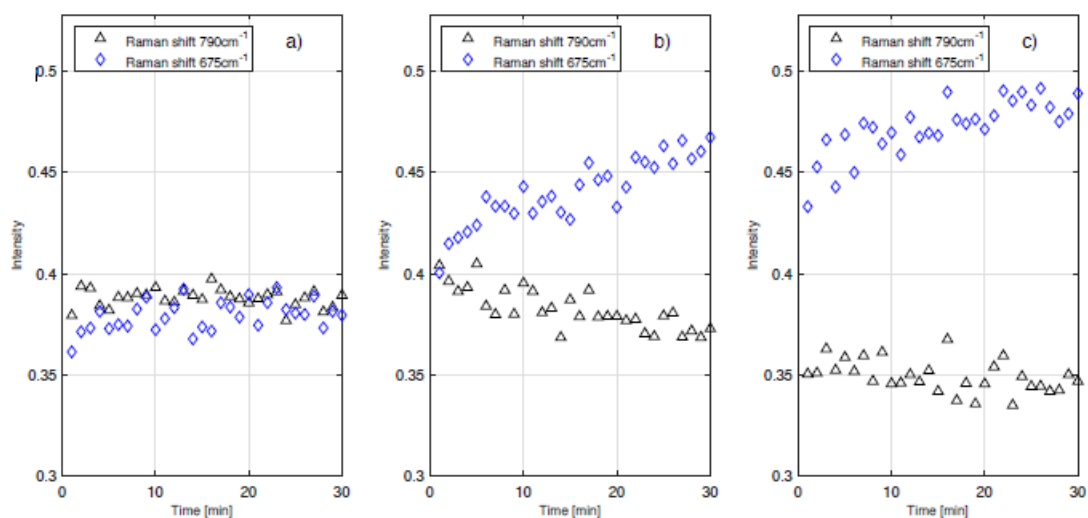 Raman shift 790cm⁻¹
Raman shift 675cm⁻¹
a)
0.5
0.45
0.4
0.35
0.3
Intensity
0 10 20 30
Time [min]
Raman shift 790cm⁻¹
Raman shift 675cm⁻¹
b)
0.5
0.45
0.4
0.35
0.3
Intensity
0 10 20 30
Time [min]
Raman shift 790cm⁻¹
Raman shift 675cm⁻¹
c)
0.5
0.45
0.4
0.35
0.3
Intensity
0 10 20 30
Time [min]